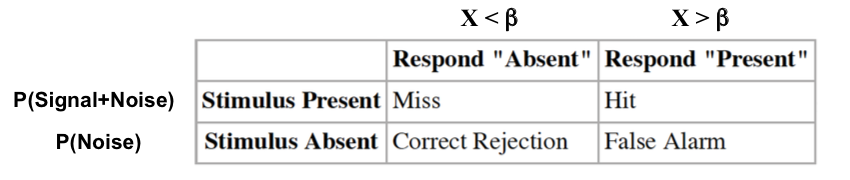 X < β X > β
Respond "Absent" Respond "Present"
P(Signal+Noise) Stimulus Present Miss Hit
P(Noise) Stimulus Absent Correct Rejection False Alarm